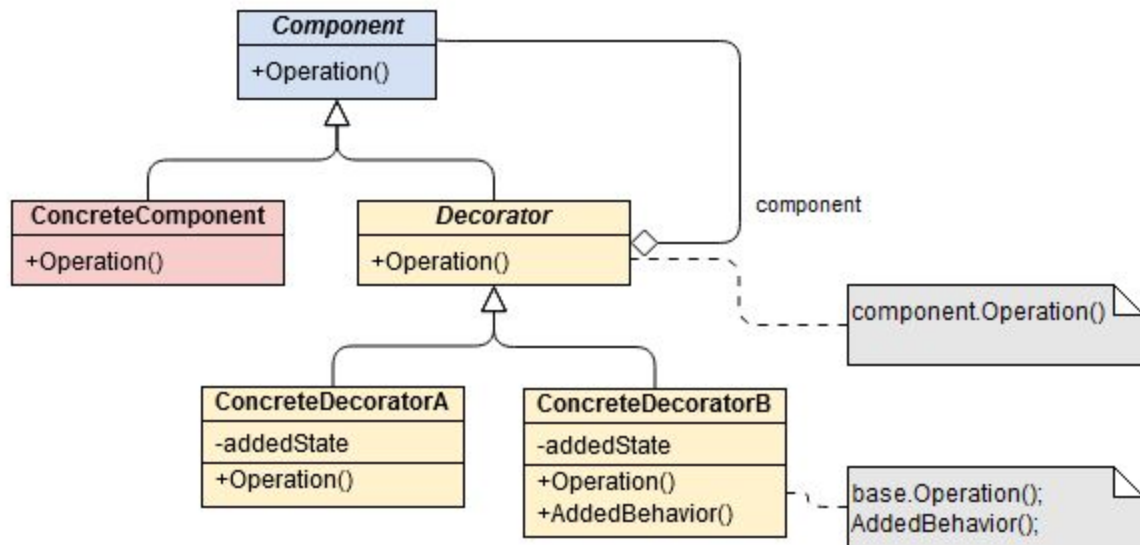 Component
+Operation()
ConcreteComponent
+Operation()
Decorator
+Operation()
component
component.Operation()
ConcreteDecoratorA
-addedState
+Operation()
ConcreteDecoratorB
-addedState
+Operation()
+AddedBehavior()
base.Operation();
AddedBehavior();